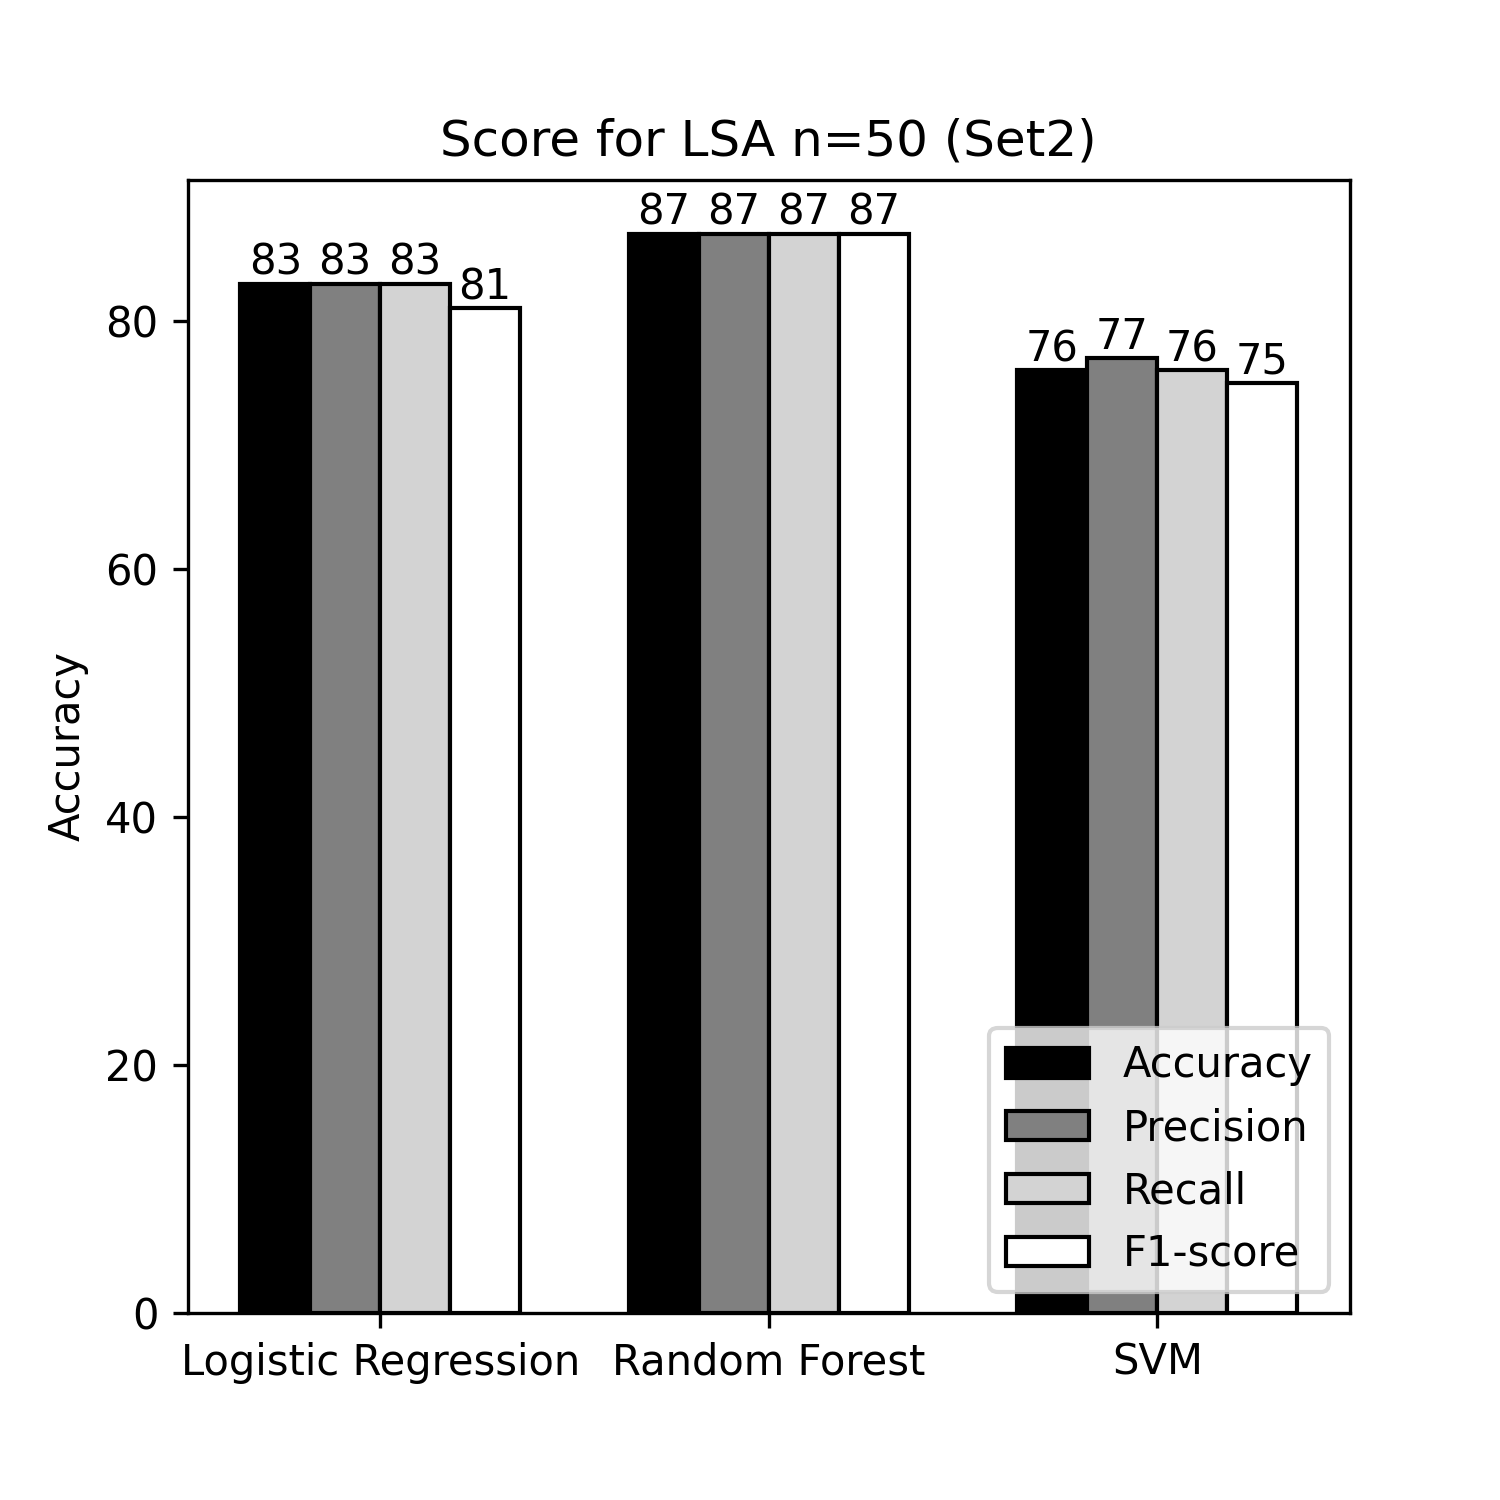 Score for LSA n=50 (Set2)
87 87 87 87
83 83 83 81
76 77 76 75
80
60
40
20
0
Accuracy
Accuracy
Precision
Recall
F1-score
Logistic Regression Random Forest SVM